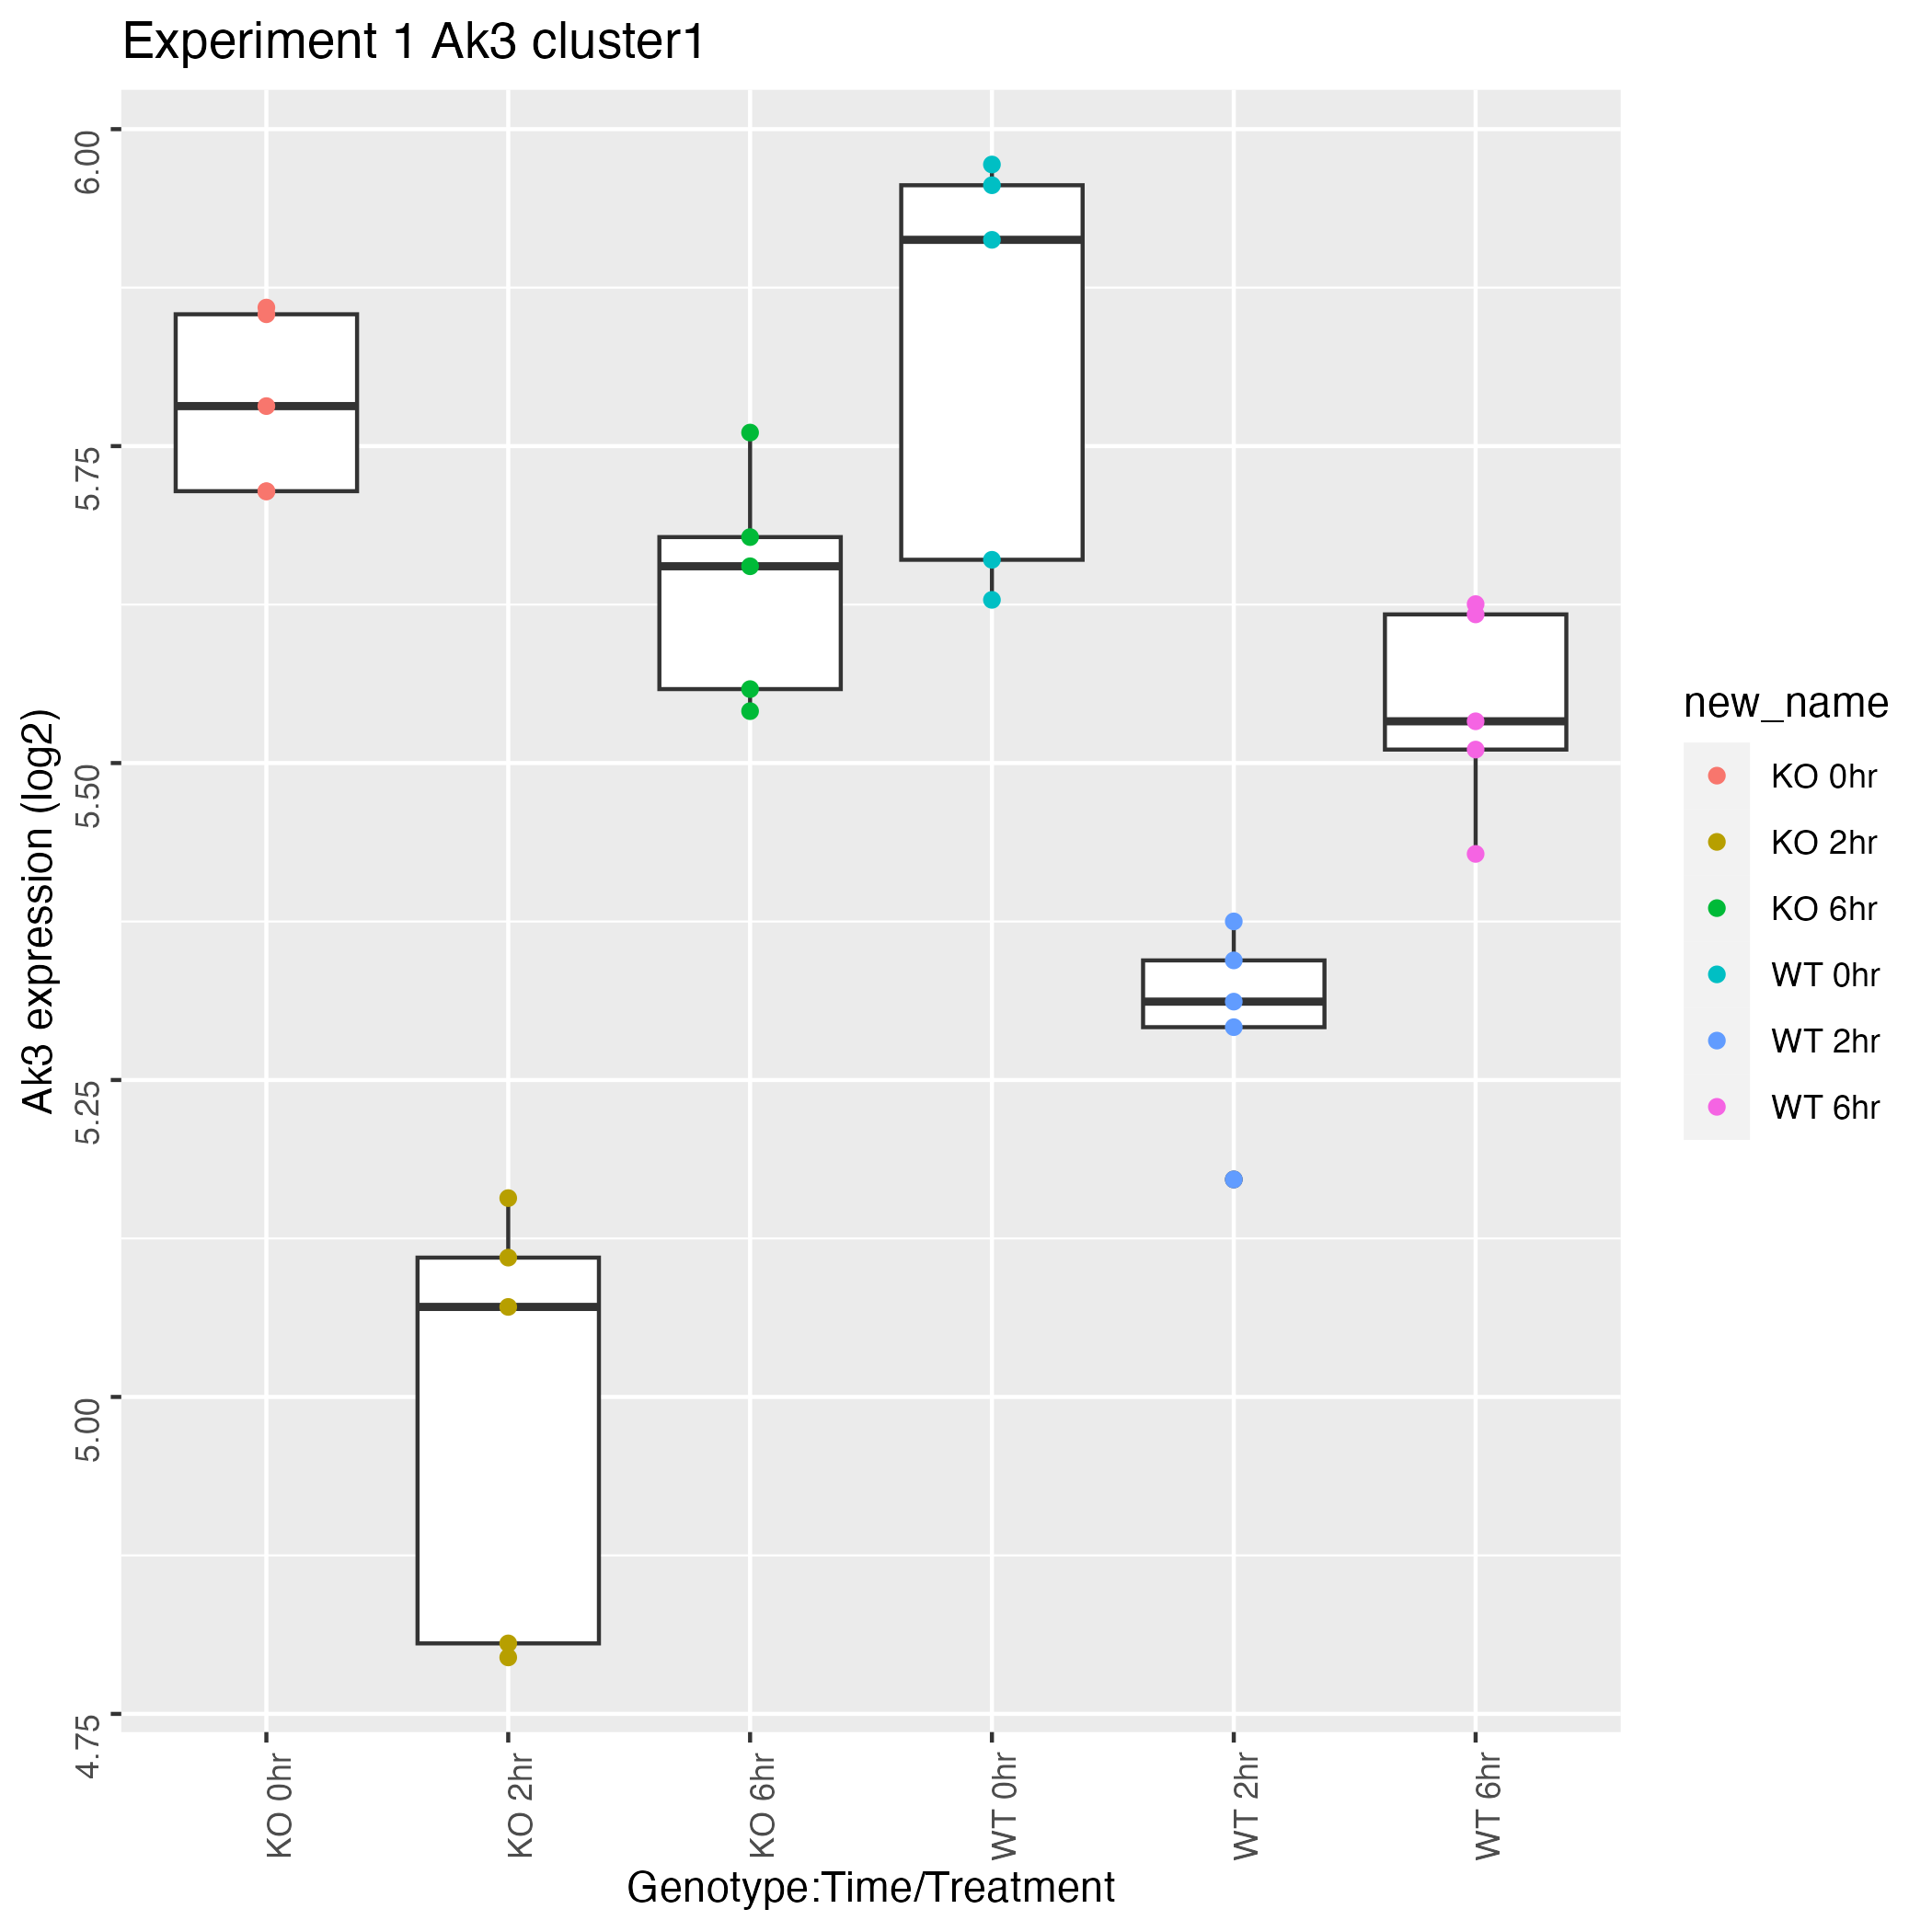 Experiment 1 Ak3 cluster1
Ak3 expression (log2)
6.00
5.75
5.50
5.25
5.00
4.75
KO 0hr
KO 2hr
KO 6hr
WT 0hr
WT 2hr
WT 6hr
Genotype:Time/Treatment
new_name
KO 0hr
KO 2hr
KO 6hr
WT 0hr
WT 2hr
WT 6hr